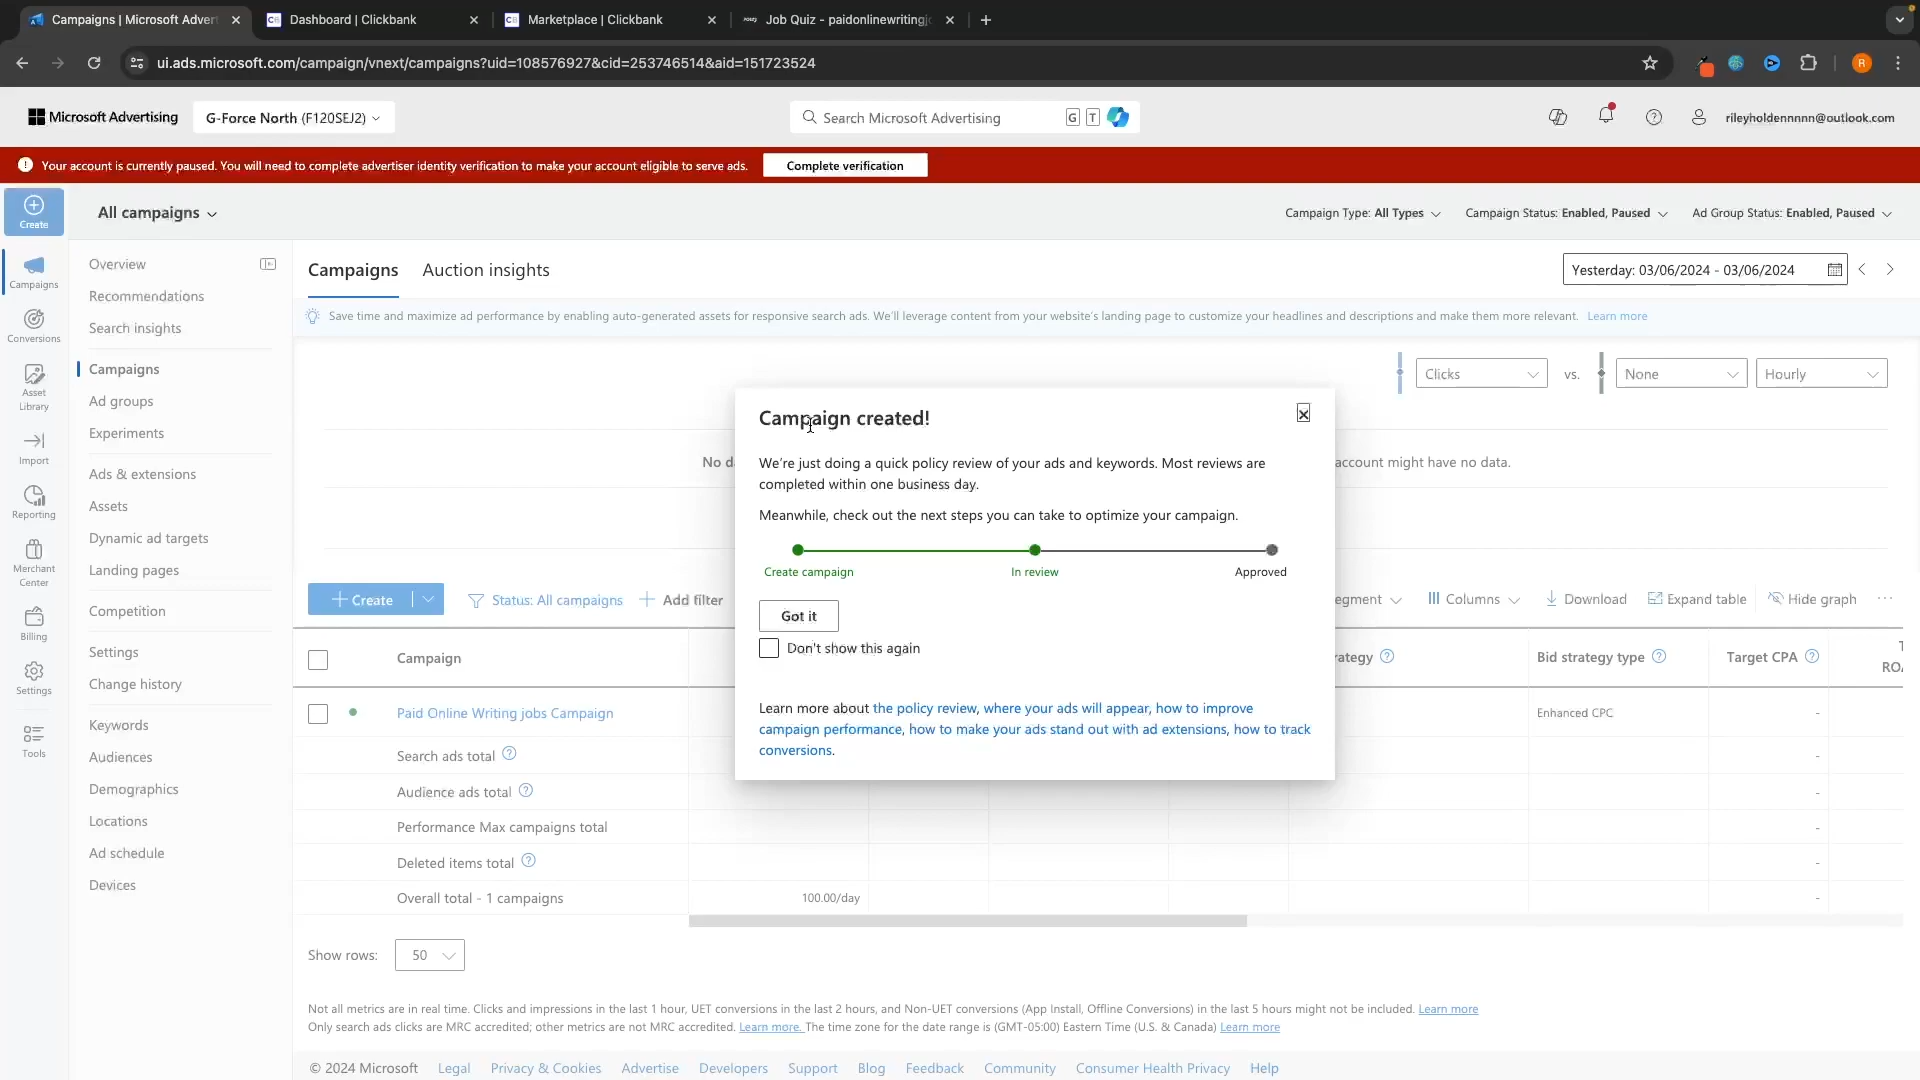 Campaigns | Microsoft Advert
Dashboard | Clickbank
Marketplace | Clickbank
Job Quiz - paidonlinewritingjo
ui.ads.microsoft.com/campaign/vnext/campaigns?uid=108576927&cid=253746514&aid=151723524
R
Microsoft Advertising
G-Force North (F120SEJ2)
Search Microsoft Advertising
G T
rileyholdennnnn@outlook.com
Your account is currently paused. You will need to complete advertiser identity verification to make your account eligible to serve ads.
Complete verification
Create
All campaigns
Campaign Type: All Types
Campaign Status: Enabled, Paused
Ad Group Status: Enabled, Paused
Campaigns
Conversions
Asset
Library
Import
Reporting
Merchant
Center
Billing
Settings
Tools
Overview
Recommendations
Search insights
Campaigns
Ad groups
Experiments
Ads & extensions
Assets
Dynamic ad targets
Landing pages
Competition
Settings
Change history
Keywords
Audiences
Demographics
Locations
Ad schedule
Devices
Campaigns
Auction insights
Yesterday: 03/06/2024 - 03/06/2024
Save time and maximize ad performance by enabling auto-generated assets for responsive search ads. We'll leverage content from your website's landing page to customize your headlines and descriptions and make them more relevant. Learn more
Clicks
vs.
None
Hourly
No da
account might have no data.
Campaign created!
We're just doing a quick policy review of your ads and keywords. Most reviews are
completed within one business day.
Meanwhile, check out the next steps you can take to optimize your campaign.
Create campaign
In review
Approved
Got it
Don't show this again
Learn more about the policy review, where your ads will appear, how to improve
campaign performance, how to make your ads stand out with ad extensions, how to track
conversions.
Create
Status: All campaigns
Add filter
egment
Columns
Download
Expand table
Hide graph
Campaign
rategy
Bid strategy type
Target CPA
T
RO
Paid Online Writing jobs Campaign
Enhanced CPC
-
Search ads total
-
Audience ads total
-
Performance Max campaigns total
-
Deleted items total
-
Overall total - 1 campaigns
100.00/day
-
Show rows:
50
Not all metrics are in real time. Clicks and impressions in the last 1 hour, UET conversions in the last 2 hours, and Non-UET conversions (App Install, Offline Conversions) in the last 5 hours might not be included. Learn more
Only search ads clicks are MRC accredited; other metrics are not MRC accredited. Learn more. The time zone for the date range is (GMT-05:00) Eastern Time (U.S. & Canada) Learn more
© 2024 Microsoft
Legal
Privacy & Cookies
Advertise
Developers
Support
Blog
Feedback
Community
Consumer Health Privacy
Help